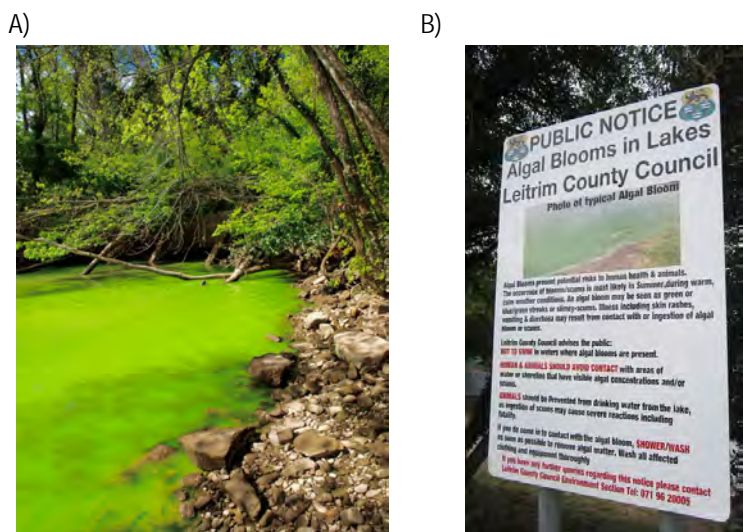 A)
B)
PUBLIC NOTICE
Algal Blooms in Lakes
Leitrim County Council
Photo of typical Algal Bloom
Algal Blooms present potential risks to human health & animals.
The occurence of blooms/scums is most likely in Summer,during warm,
calm weather conditions. An algal bloom may be seen as green or
blue/green streaks or slimey-scums. Illness including skin rashes,
vomiting & diarrhoea may result from contact with or ingestion of algal
bloom or scums.
Leitrim County Council advises the public:
NOT TO SWIM in waters where algal blooms are present.
HUMAN & ANIMALS SHOULD AVOID CONTACT with areas of
water or shoreline that have visible algal concentrations and/or
scums.
ANIMALS should be Prevented from drinking water from the lake,
as ingestion of scums may cause severe reactions including
fatality.
If you do come in to contact with the algal bloom, SHOWER/WASH
as soon as possible to remove algal matter. Wash all affected
clothing and equipment thoroughly
If you have any further queries regarding this notice please contact
Leitrim County Council Environment Section Tel: 071 96 20005